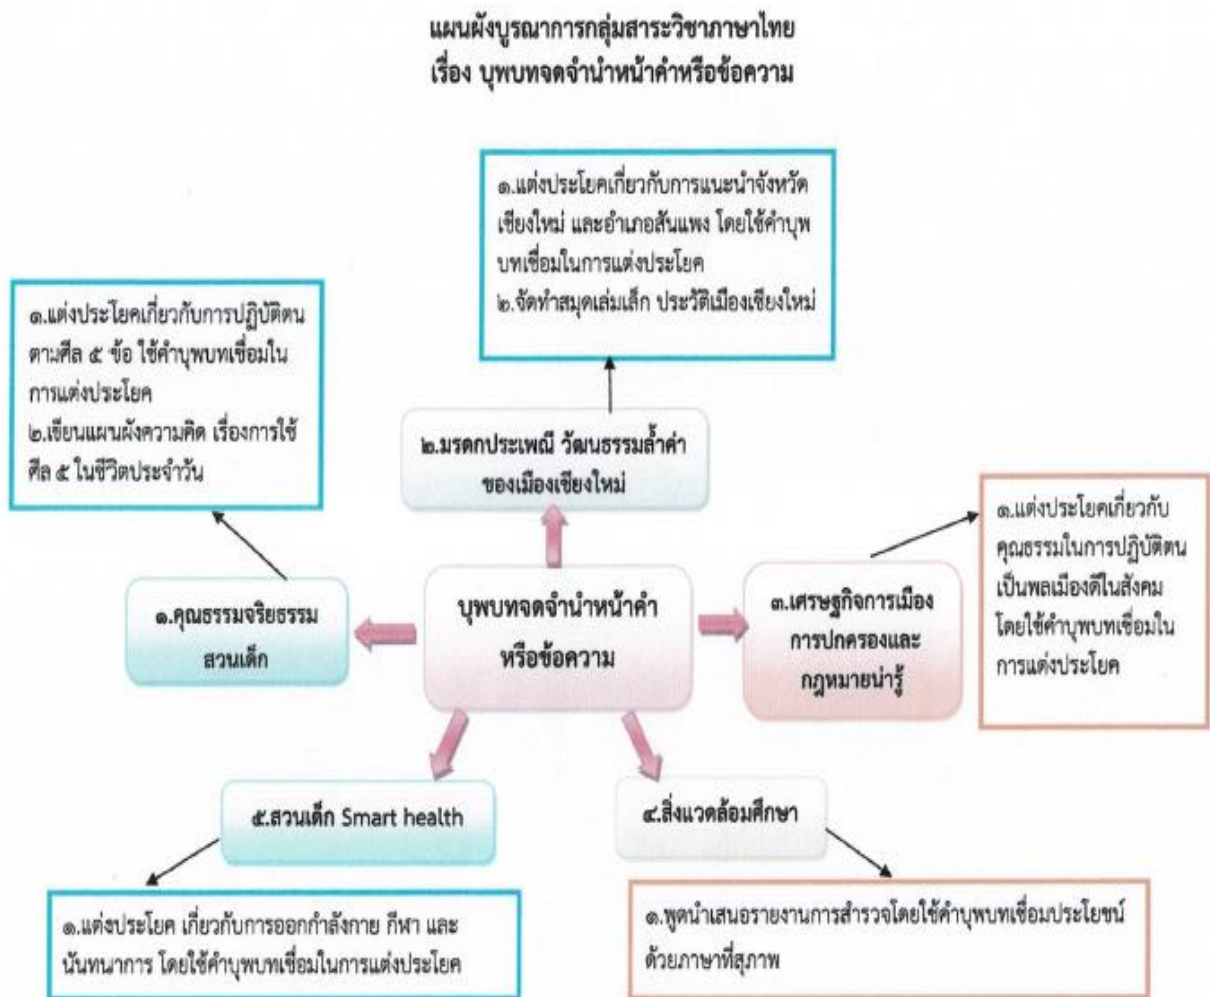 แผนผังบูรณาการกลุ่มสาระวิชาภาษาไทย
เรื่อง บุพบทจดจำนำหน้าคำหรือข้อความ
๑.แต่งประโยคเกี่ยวกับการแนะนำจังหวัด
เชียงใหม่ และอำเภอสันแพง โดยใช้คำบุพ
บทเชื่อมในการแต่งประโยค
๒.จัดทำสมุดเล่มเล็ก ประวัติเมืองเชียงใหม่
๑.แต่งประโยคเกี่ยวกับการปฏิบัติตน
ตามศีล ๕ ข้อ ใช้คำบุพบทเชื่อมใน
การแต่งประโยค
๒.เขียนแผนผังความคิด เรื่องการใช้
ศีล ๕ ในชีวิตประจำวัน
๒.มรดกประเพณี วัฒนธรรมล้ำค่า
ของเมืองเชียงใหม่
๑.แต่งประโยคเกี่ยวกับ
คุณธรรมในการปฏิบัติตน
เป็นพลเมืองดีในสังคม
โดยใช้คำบุพบทเชื่อมใน
การแต่งประโยค
๑.คุณธรรมจริยธรรม
สวนเด็ก
บุพบทจดจำนำหน้าคำ
หรือข้อความ
๓.เศรษฐกิจการเมือง
การปกครองและ
กฎหมายน่ารู้
๕.สวนเด็ก Smart health
๔.สิ่งแวดล้อมศึกษา
๑.แต่งประโยค เกี่ยวกับการออกกำลังกาย กีฬา และ
นันทนาการ โดยใช้คำบุพบทเชื่อมในการแต่งประโยค
๑.พูดนำเสนอรายงานการสำรวจโดยใช้คำบุพบทเชื่อมประโยชน์
ด้วยภาษาที่สุภาพ